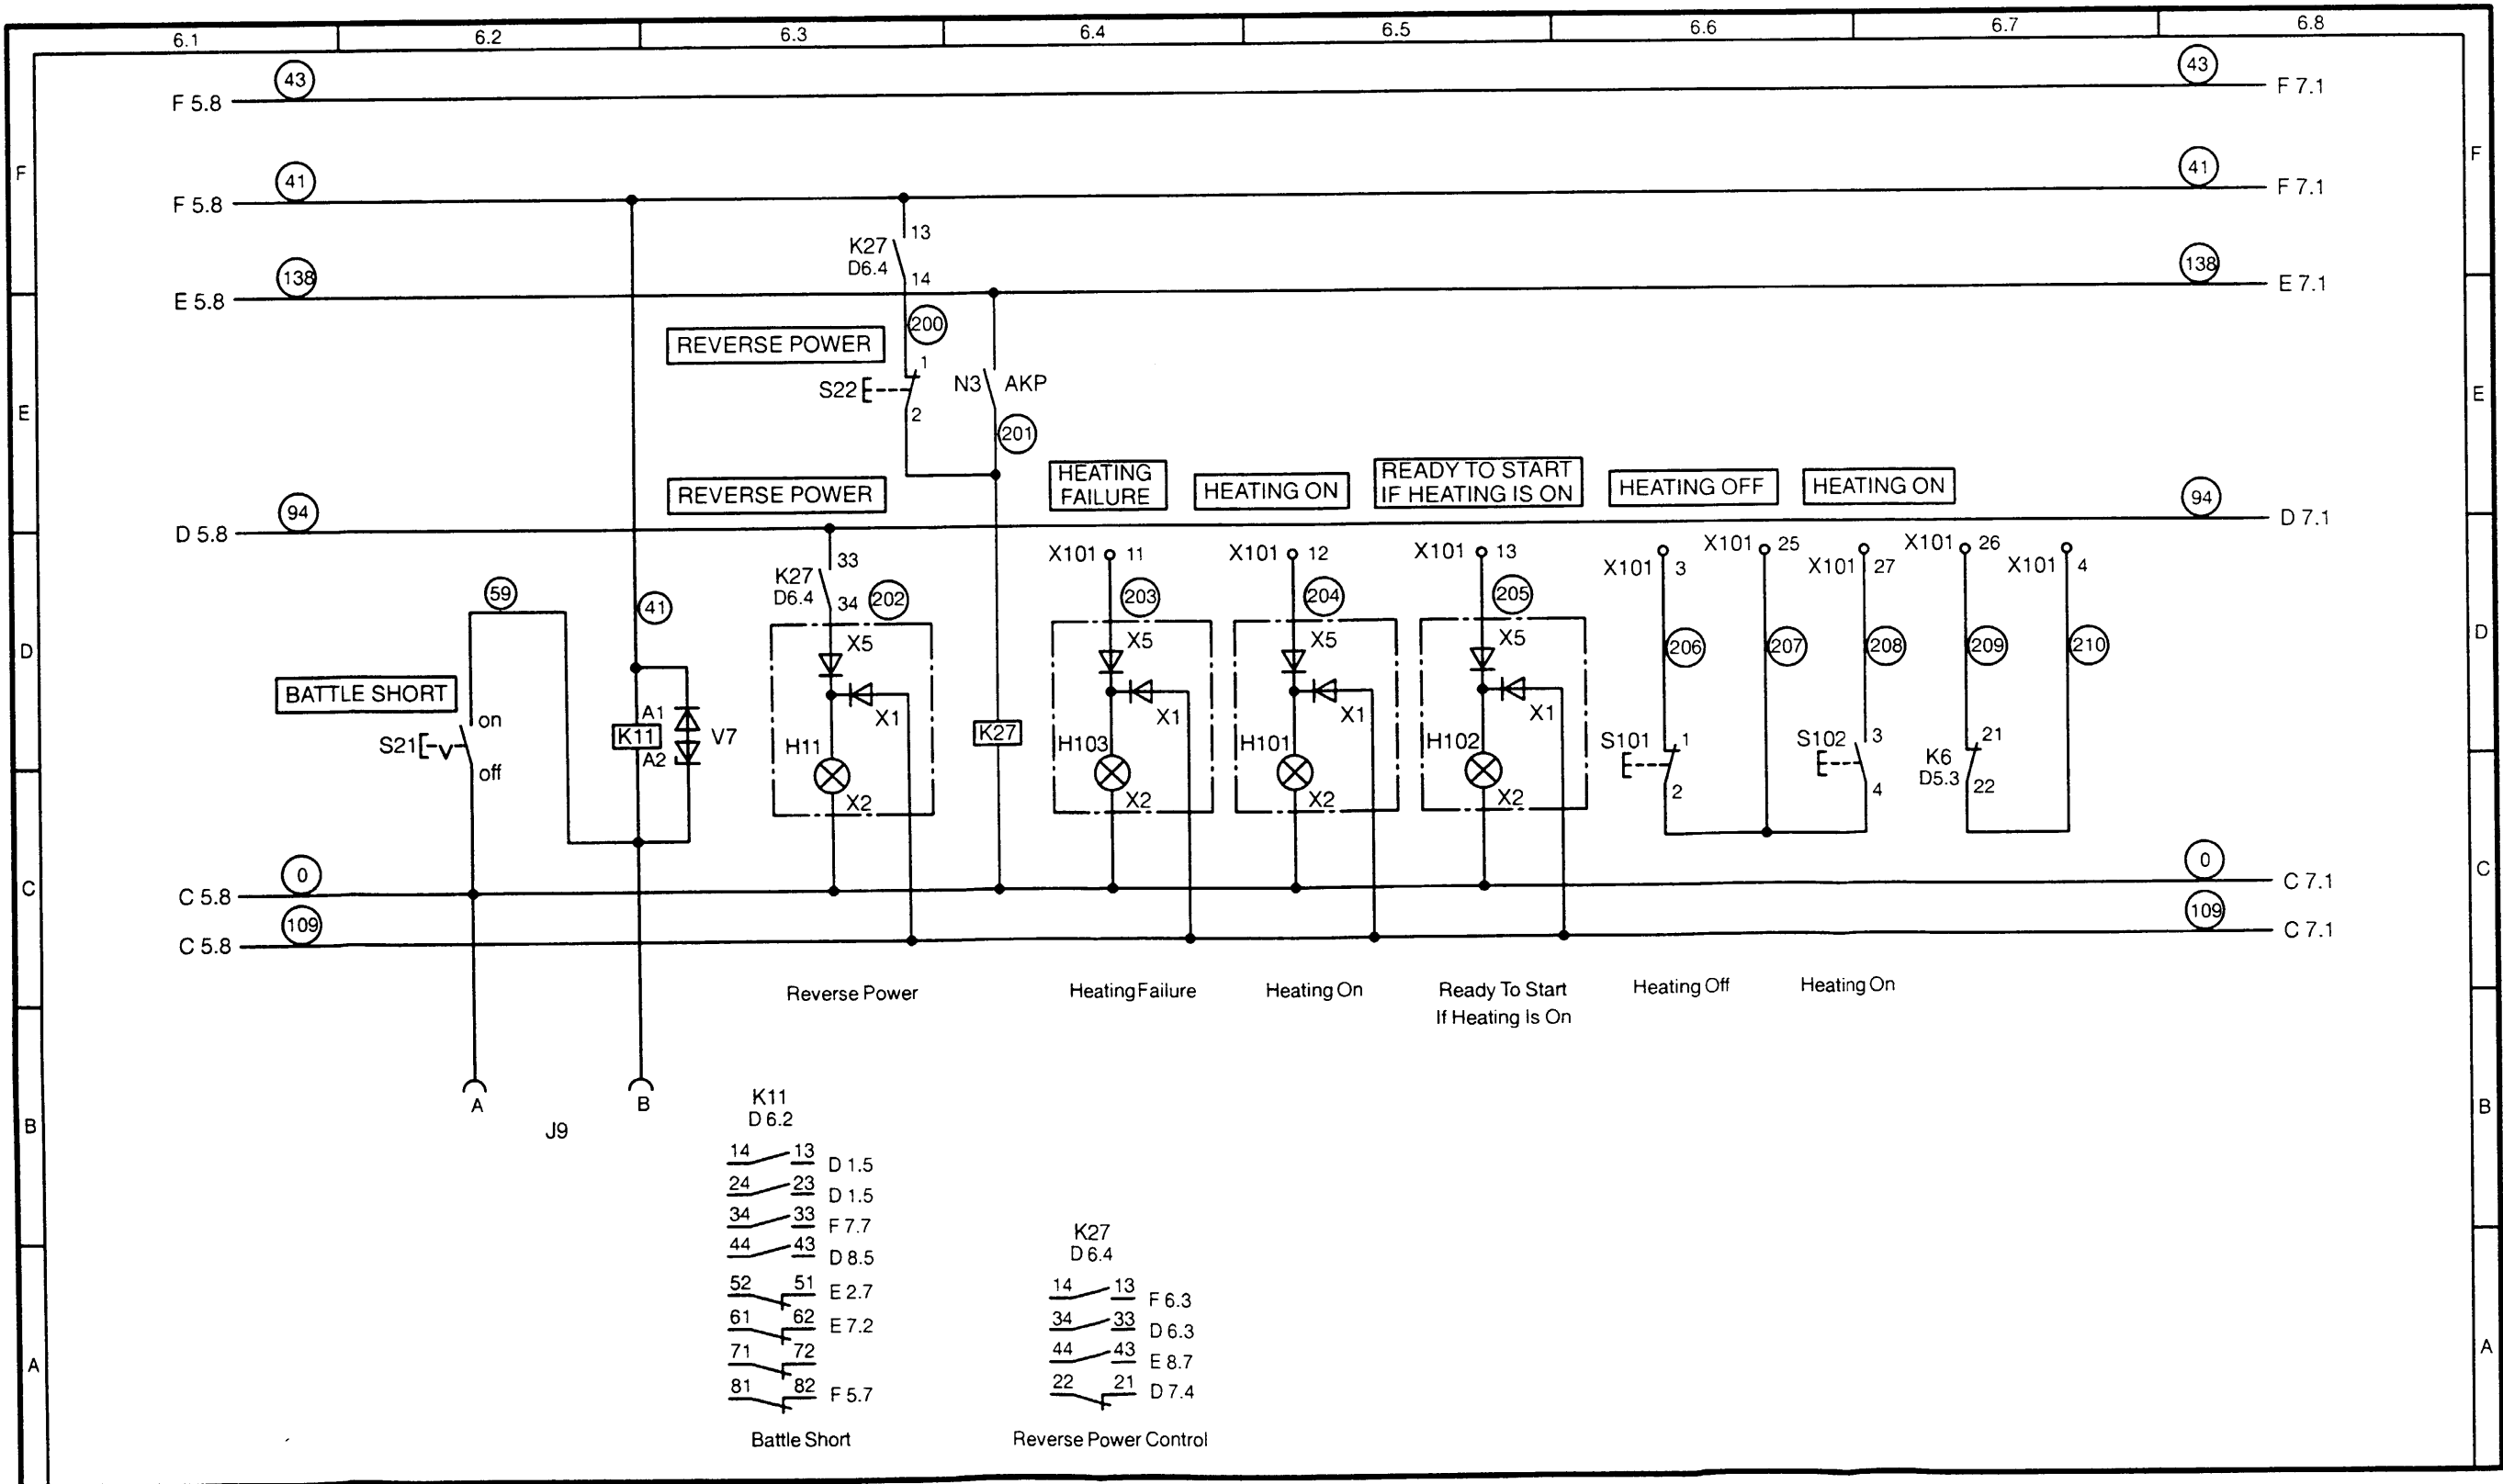 6.1 6.2 6.3 6.4 6.5 6.6 6.7 6.8
43 43
F 5.8 F 7.1
41 41
F F
F 5.8 F 7.1
13
K27
D6.4
14
138 138
E 5.8 E 7.1
200
REVERSE POWER
1
S22 N3 AKP
2
E E
201
HEATING FAILURE
HEATING ON
READY TO START
IF HEATING IS ON
HEATING OFF
HEATING ON
REVERSE POWER
94 94
D 5.8 D 7.1
33
K27
D6.4
34 202
X101 11 X101 12 X101 13 X101 3 X101 25 X101 27 X101 26 X101 4
59 41 203 204 205
D D
X5 X5 X5 X5
206 207 208 209 210
BATTLE SHORT
on
S21
off
A1
K11 V7
A2
X1 X1 X1 X1
H11 K27 H103 H101 H102
X2 X2 X2 X2
S101 1
2
S102 3
4
K6 21
D5.3 22
0 0
C C
C 5.8 C 7.1
109 109
C 5.8 C 7.1
Reverse Power Heating Failure Heating On Ready To Start Heating Off Heating On
If Heating Is On
A B
J9
B B
K11
D 6.2
14 13 D 1.5
24 23 D 1.5
34 33 F 7.7
44 43 D 8.5
52 51 E 2.7
61 62 E 7.2
71 72
81 82 F 5.7
Battle Short
K27
D 6.4
14 13 F 6.3
34 33 D 6.3
44 43 E 8.7
22 21 D 7.4
Reverse Power Control
A A